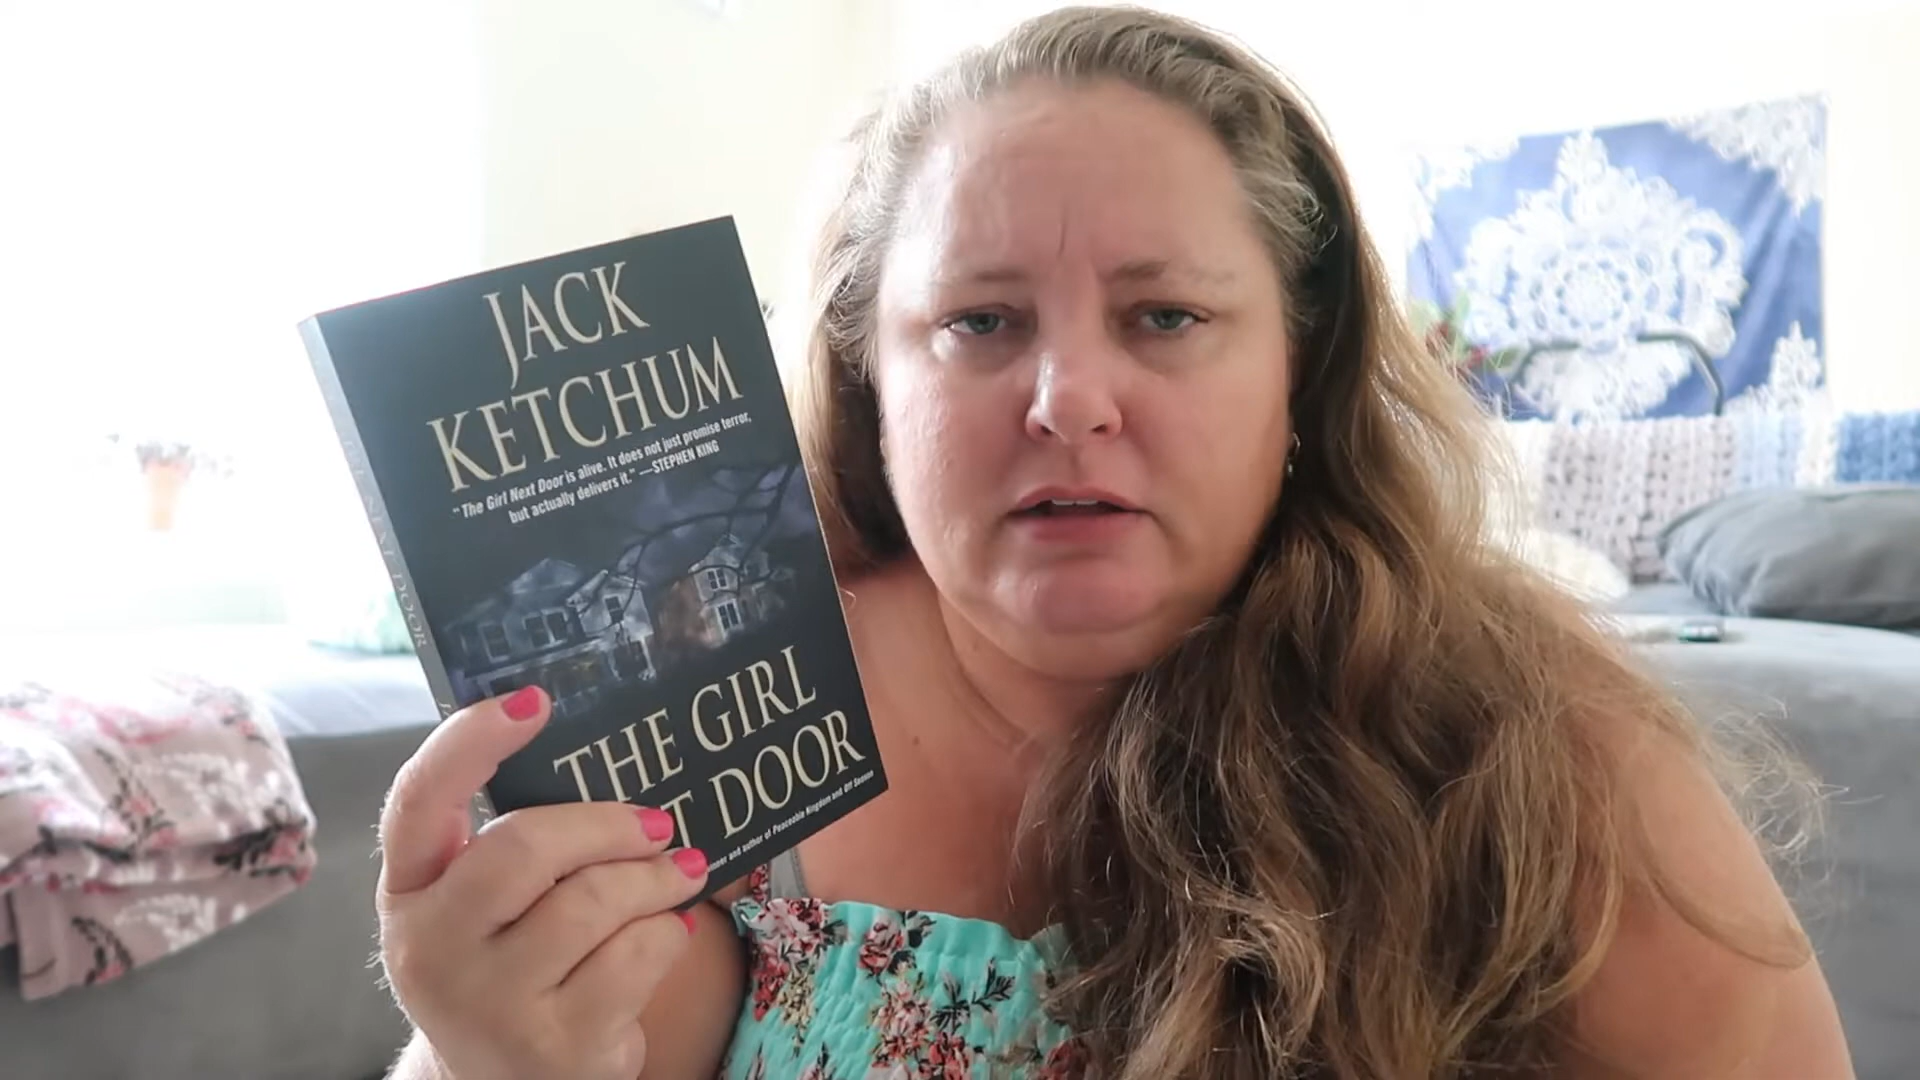 JACK
KETCHUM
"The Girl Next Door is alive. It does not just promise terror,
but actually delivers it." —STEPHEN KING
THE GIRL
DOOR
and author of Peaceable Kingdom and Off Season
DOOR